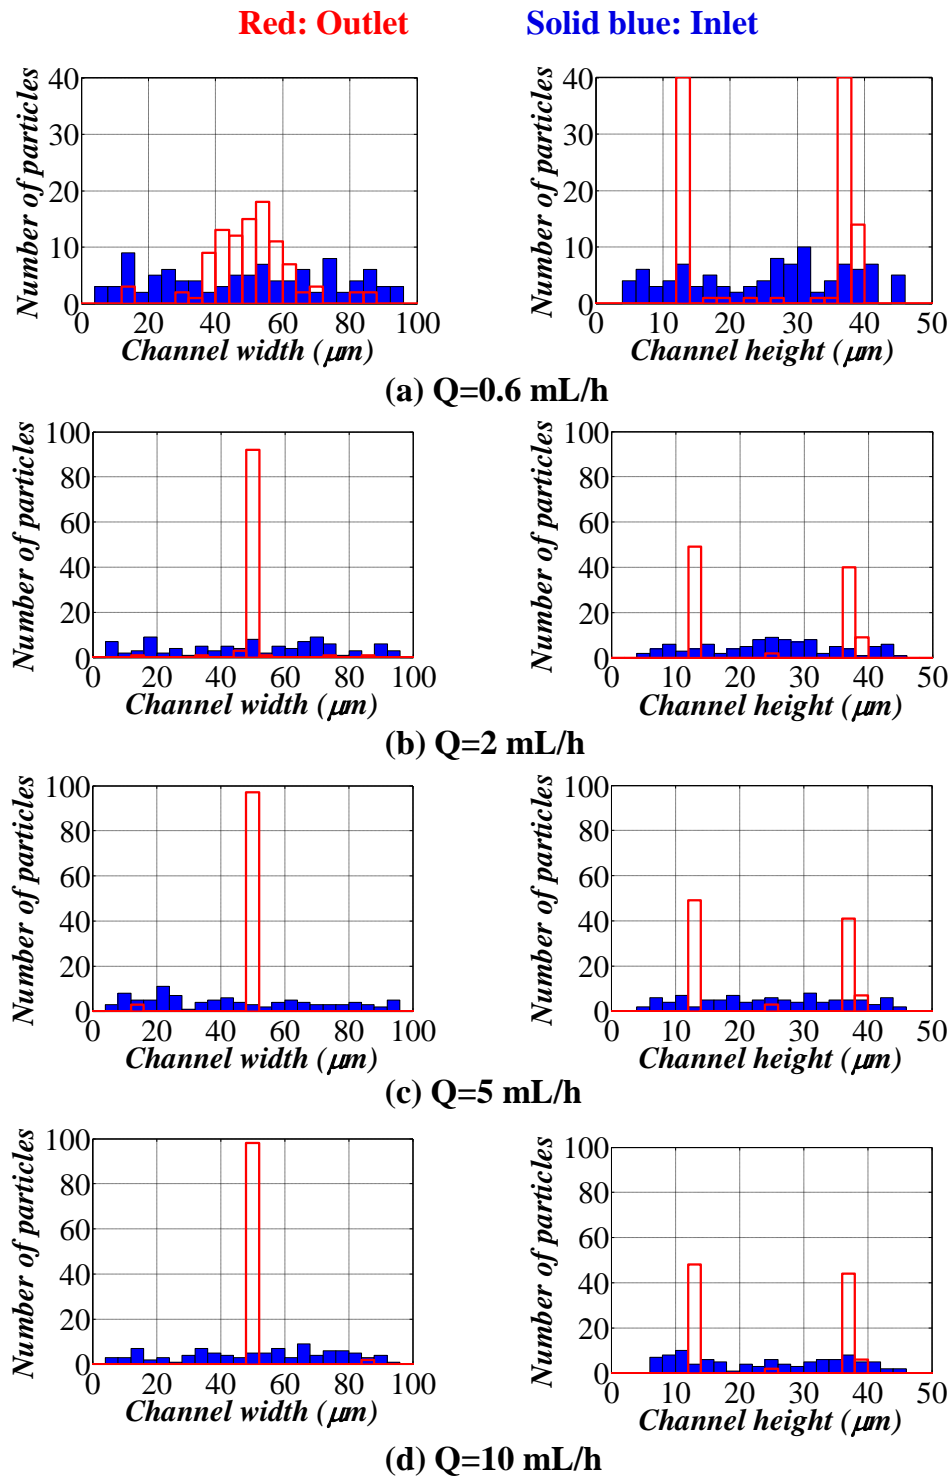 Red: Outlet Solid blue: Inlet
Number of particles
40
30
20
10
0
0 20 40 60 80 100
Channel width (μm)
Number of particles
40
30
20
10
0
0 10 20 30 40 50
Channel height (μm)
(a) Q=0.6 mL/h
Number of particles
100
80
60
40
20
0
0 20 40 60 80 100
Channel width (μm)
Number of particles
100
80
60
40
20
0
0 10 20 30 40 50
Channel height (μm)
(b) Q=2 mL/h
Number of particles
100
80
60
40
20
0
0 20 40 60 80 100
Channel width (μm)
Number of particles
100
80
60
40
20
0
0 10 20 30 40 50
Channel height (μm)
(c) Q=5 mL/h
Number of particles
100
80
60
40
20
0
0 20 40 60 80 100
Channel width (μm)
Number of particles
100
80
60
40
20
0
0 10 20 30 40 50
Channel height (μm)
(d) Q=10 mL/h